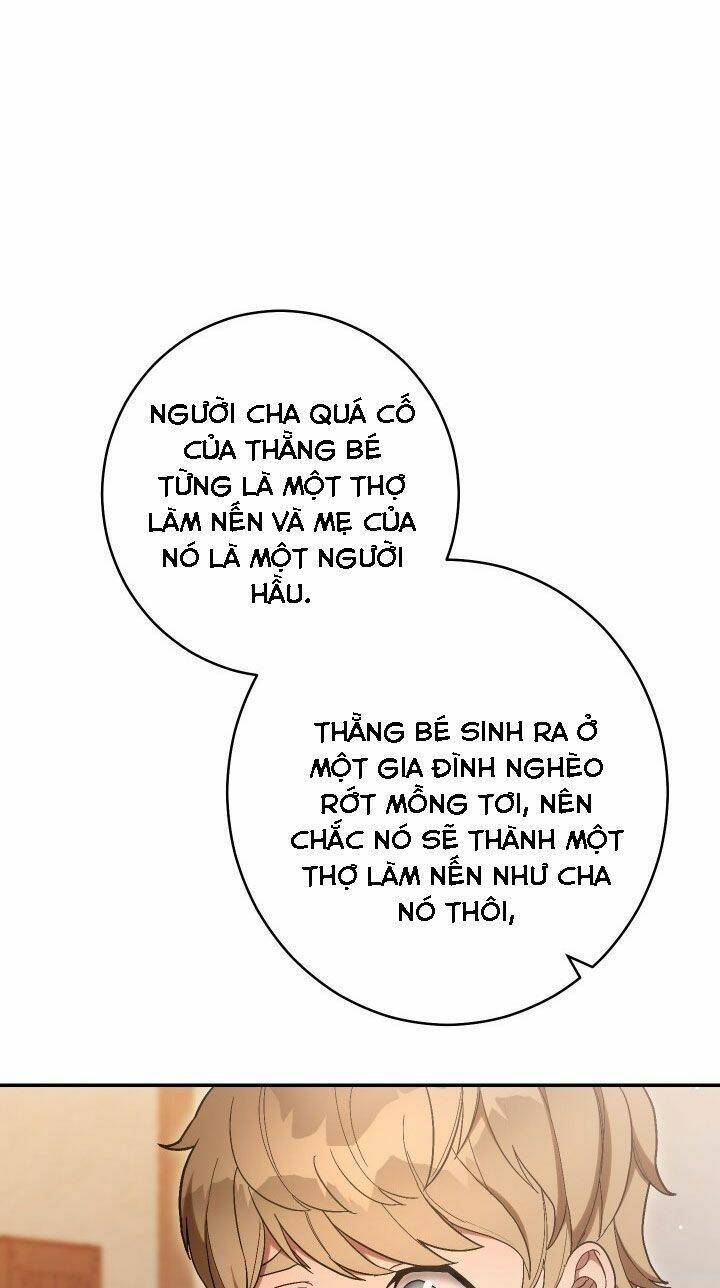 NGƯỜI CHA QUÁ CỐ
CỦA THẰNG BÉ
TỪNG LÀ MỘT THỢ
LÀM NẾN VÀ MẸ CỦA
NÓ LÀ MỘT NGƯỜI
HẦU.
THẰNG BÉ SINH RA Ở
MỘT GIA ĐÌNH NGHÈO
RỚT MỒNG TƠI, NÊN
CHẮC NÓ SẼ THÀNH MỘT
THỢ LÀM NẾN NHƯ CHA
NÓ THÔI,